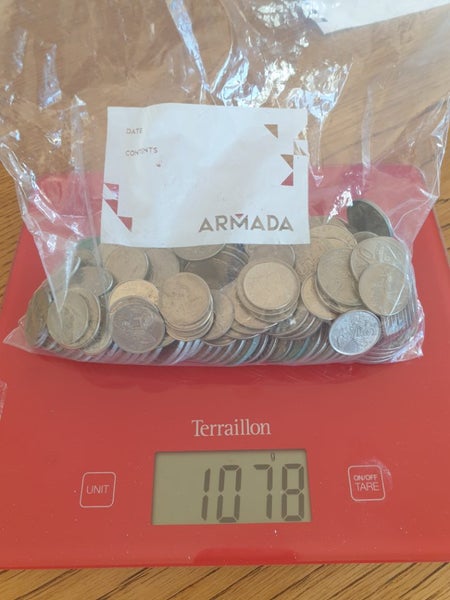 DATE
CONTENTS
ARMADA
Terraillon
g
1078
UNIT
ON/OFF
TARE